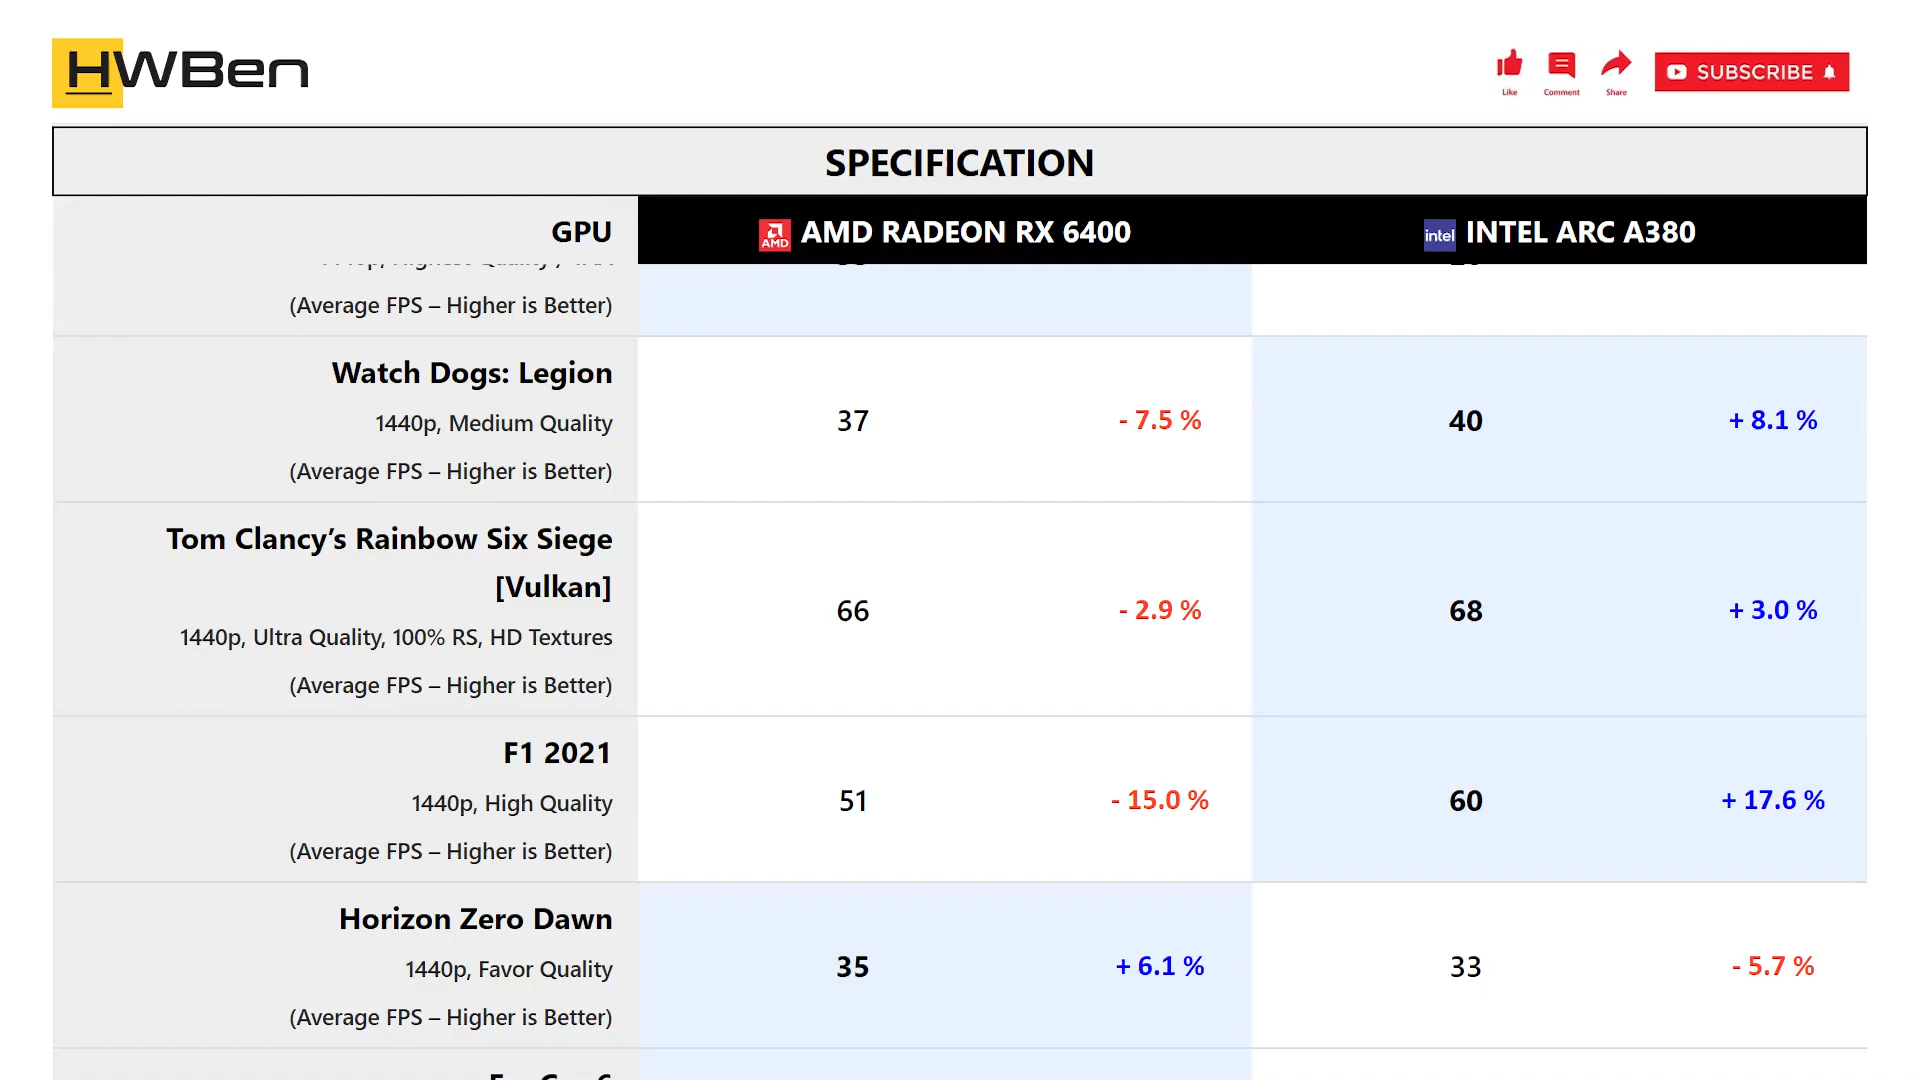 HWBen
Like
Comment
Share
SUBSCRIBE
SPECIFICATION
GPU
AMD
AMD RADEON RX 6400
intel
INTEL ARC A380
(Average FPS – Higher is Better)
Watch Dogs: Legion
1440p, Medium Quality
(Average FPS – Higher is Better)
37
- 7.5 %
40
+ 8.1 %
Tom Clancy’s Rainbow Six Siege
[Vulkan]
1440p, Ultra Quality, 100% RS, HD Textures
(Average FPS – Higher is Better)
66
- 2.9 %
68
+ 3.0 %
F1 2021
1440p, High Quality
(Average FPS – Higher is Better)
51
- 15.0 %
60
+ 17.6 %
Horizon Zero Dawn
1440p, Favor Quality
(Average FPS – Higher is Better)
35
+ 6.1 %
33
- 5.7 %